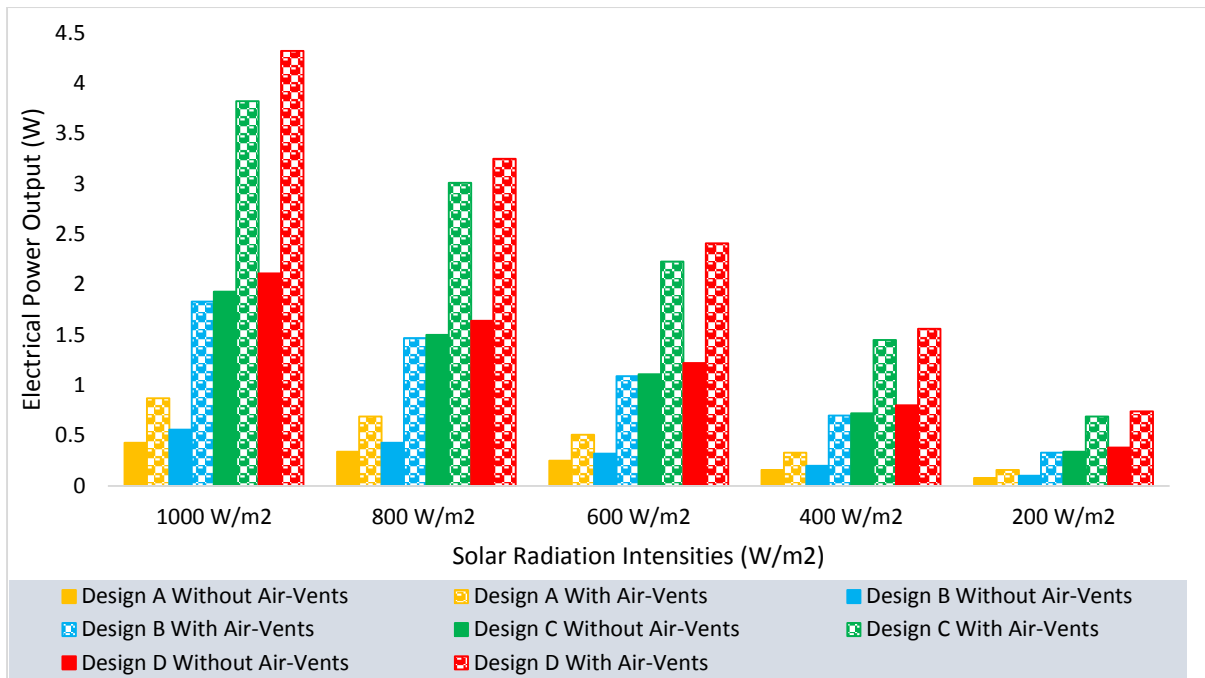 4.5
4
3.5
3
2.5
2
1.5
1
0.5
0
Electrical Power Output (W)
1000 W/m2 800 W/m2 600 W/m2 400 W/m2 200 W/m2
Solar Radiation Intensities (W/m2)
Design A Without Air-Vents Design A With Air-Vents Design B Without Air-Vents
Design B With Air-Vents Design C Without Air-Vents Design C With Air-Vents
Design D Without Air-Vents Design D With Air-Vents